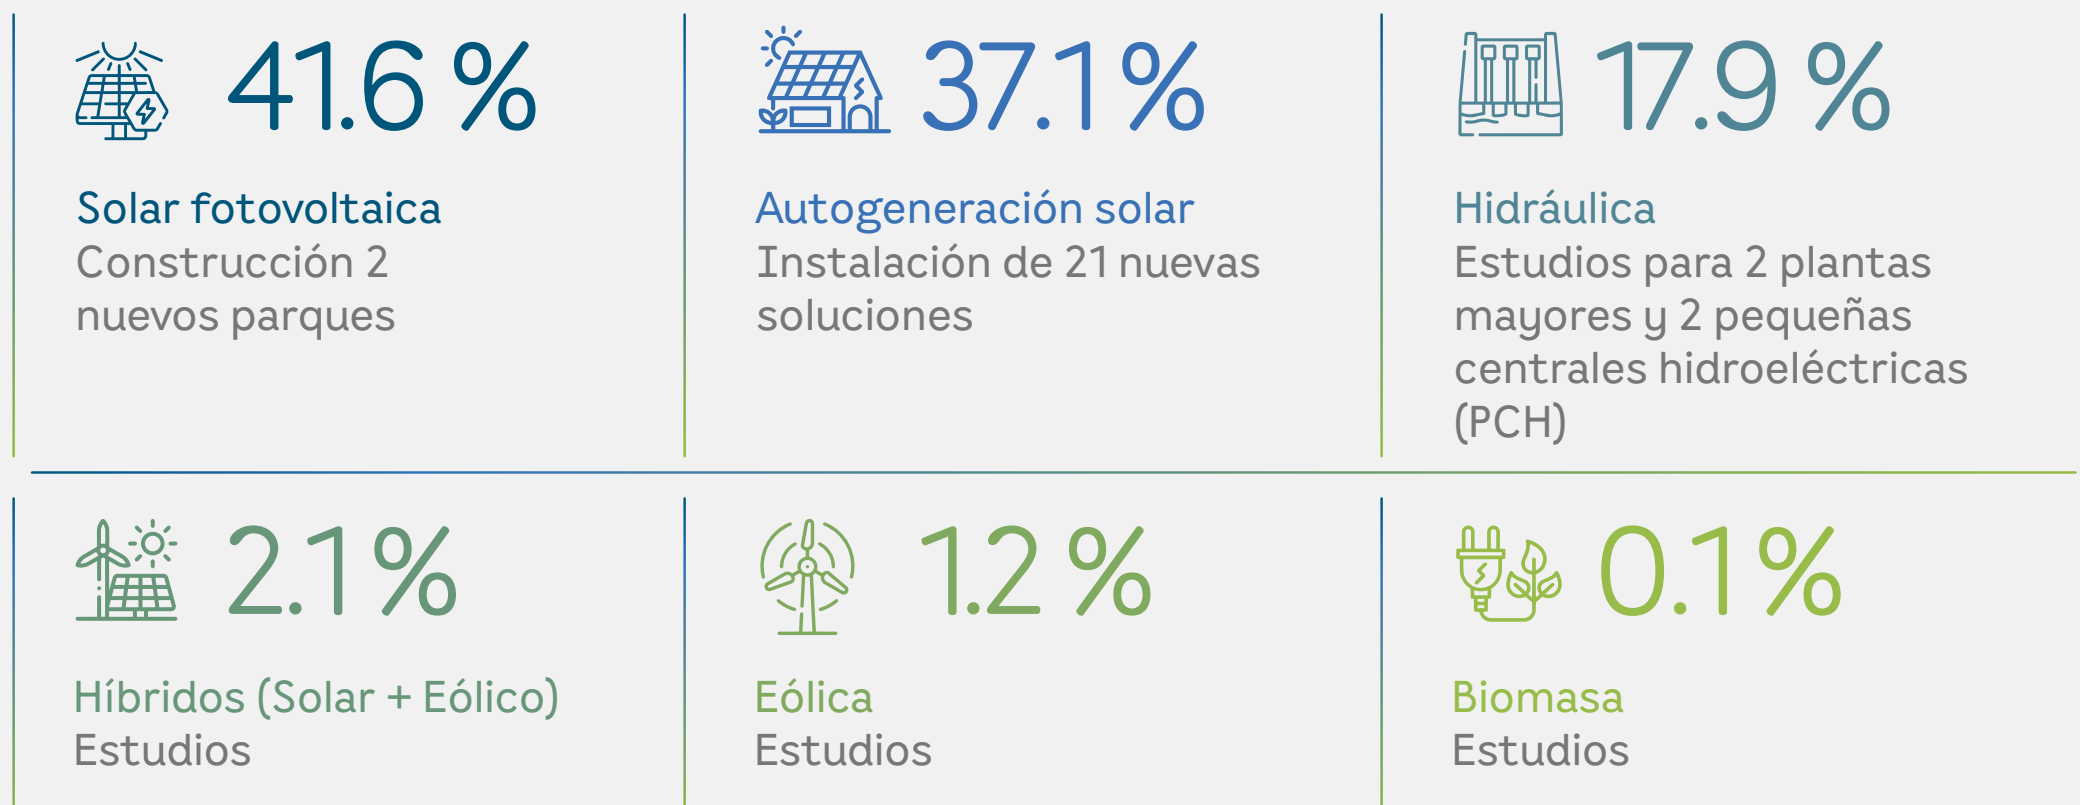 41.6 %
Solar fotovoltaica
Construcción 2
nuevos parques
37.1 %
Autogeneración solar
Instalación de 21 nuevas
soluciones
17.9 %
Hidráulica
Estudios para 2 plantas
mayores y 2 pequeñas
centrales hidroeléctricas
(PCH)
2.1 %
Híbridos (Solar + Eólico)
Estudios
1.2 %
Eólica
Estudios
0.1 %
Biomasa
Estudios